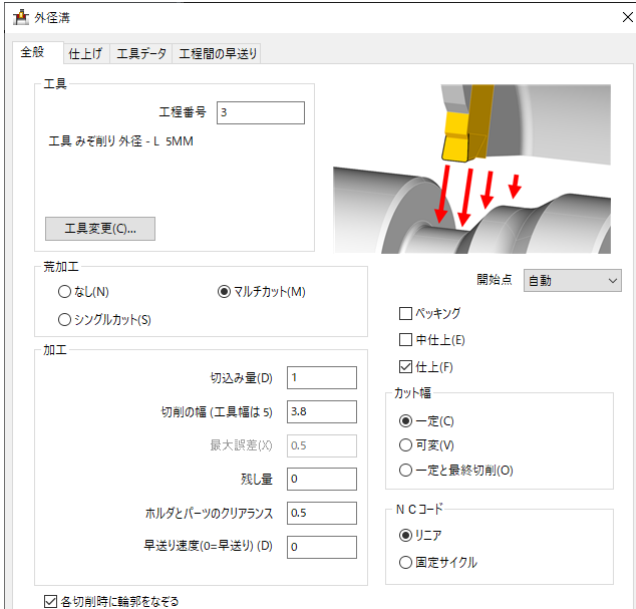 外径溝
全般 仕上げ 工具データ 工程間の早送り
工具
工程番号 3
工具 みぞ削り 外径 - L 5MM
工具変更(C)...
荒加工
なし(N) マルチカット(M)
シングルカット(S)
開始点 自動
ペッキング
中仕上(E)
仕上(F)
加工
切込み量(D) 1
切削の幅 (工具幅は 5) 3.8
最大誤差(X) 0.5
残し量 0
ホルダとパーツのクリアランス 0.5
早送り速度(0=早送り) (D) 0
カット幅
一定(C)
可変(V)
一定と最終切削(O)
NCコード
リニア
固定サイクル
各切削時に輪郭をなぞる